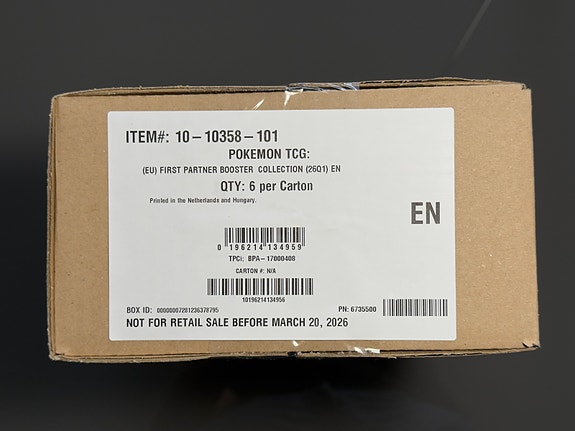 ITEM#: 10-10358-101
POKEMON TCG:
(EU) FIRST PARTNER BOOSTER COLLECTION (26Q1) EN
QTY: 6 per Carton
Printed in the Netherlands and Hungary.
EN
0 196214 134959
TPCi: BPA-17000408
CARTON #: N/A
10196214134956
BOX ID: 00000007281236378795
PN: 6735500
NOT FOR RETAIL SALE BEFORE MARCH 20, 2026